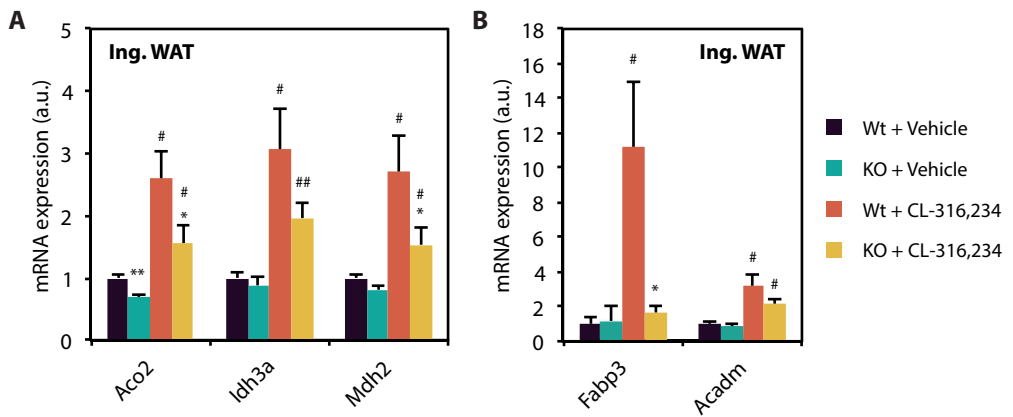 A
B
mRNA expression (a.u.)
5
4
3
2
1
0
Ing. WAT
**
#
#
*
#
##
#
#
*
Aco2
Idh3a
Mdh2
mRNA expression (a.u.)
18
16
14
12
10
8
6
4
2
0
Ing. WAT
#
*
#
#
Fabp3
Acadm
Wt + Vehicle
KO + Vehicle
Wt + CL-316,234
KO + CL-316,234